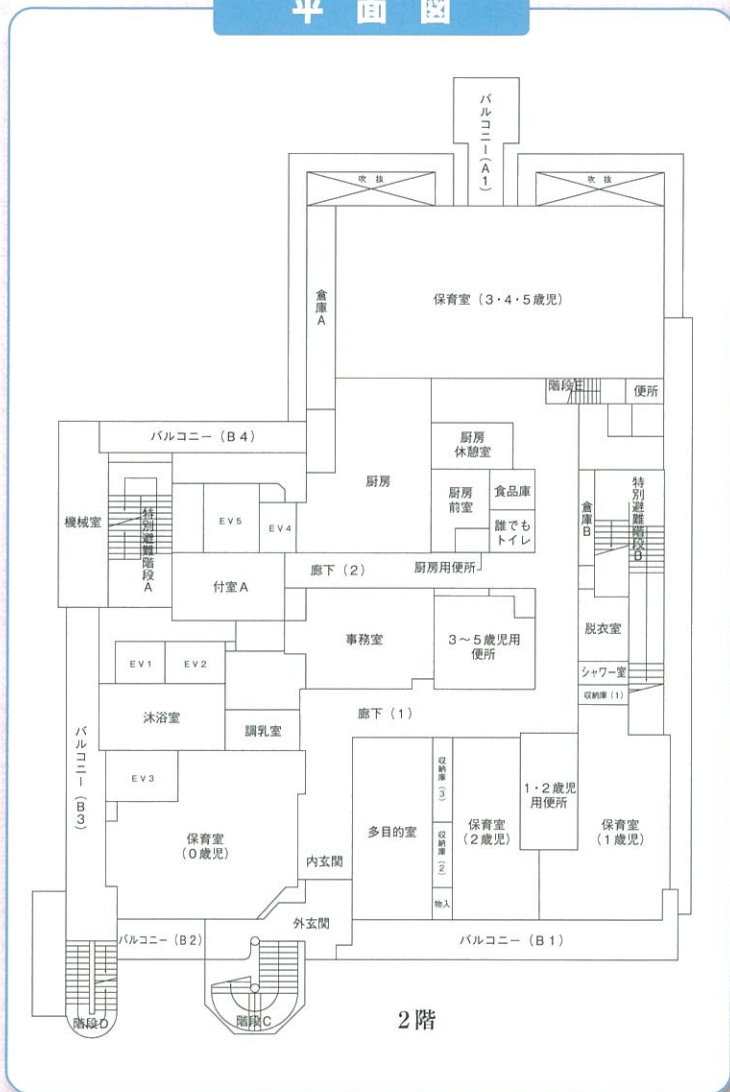 平面図
バルコニー（A1）
吹抜
吹抜
倉庫A
保育室（3・4・5歳児）
階段E
便所
バルコニー（B4）
厨房
休憩室
厨房
厨房
前室
食品庫
誰でも
トイレ
倉庫B
特別避難階段B
機械室
特別避難階段A
EV5
EV4
付室A
廊下（2）
厨房用便所
事務室
3～5歳児用
便所
脱衣室
シャワー室
収納庫（1）
EV1
EV2
沐浴室
調乳室
廊下（1）
バルコニー（B3）
EV3
保育室
（0歳児）
内玄関
多目的室
収納庫（3）
収納庫（2）
物入
保育室
（2歳児）
1・2歳児
用便所
保育室
（1歳児）
外玄関
バルコニー（B2）
バルコニー（B1）
階段D
階段C
2階